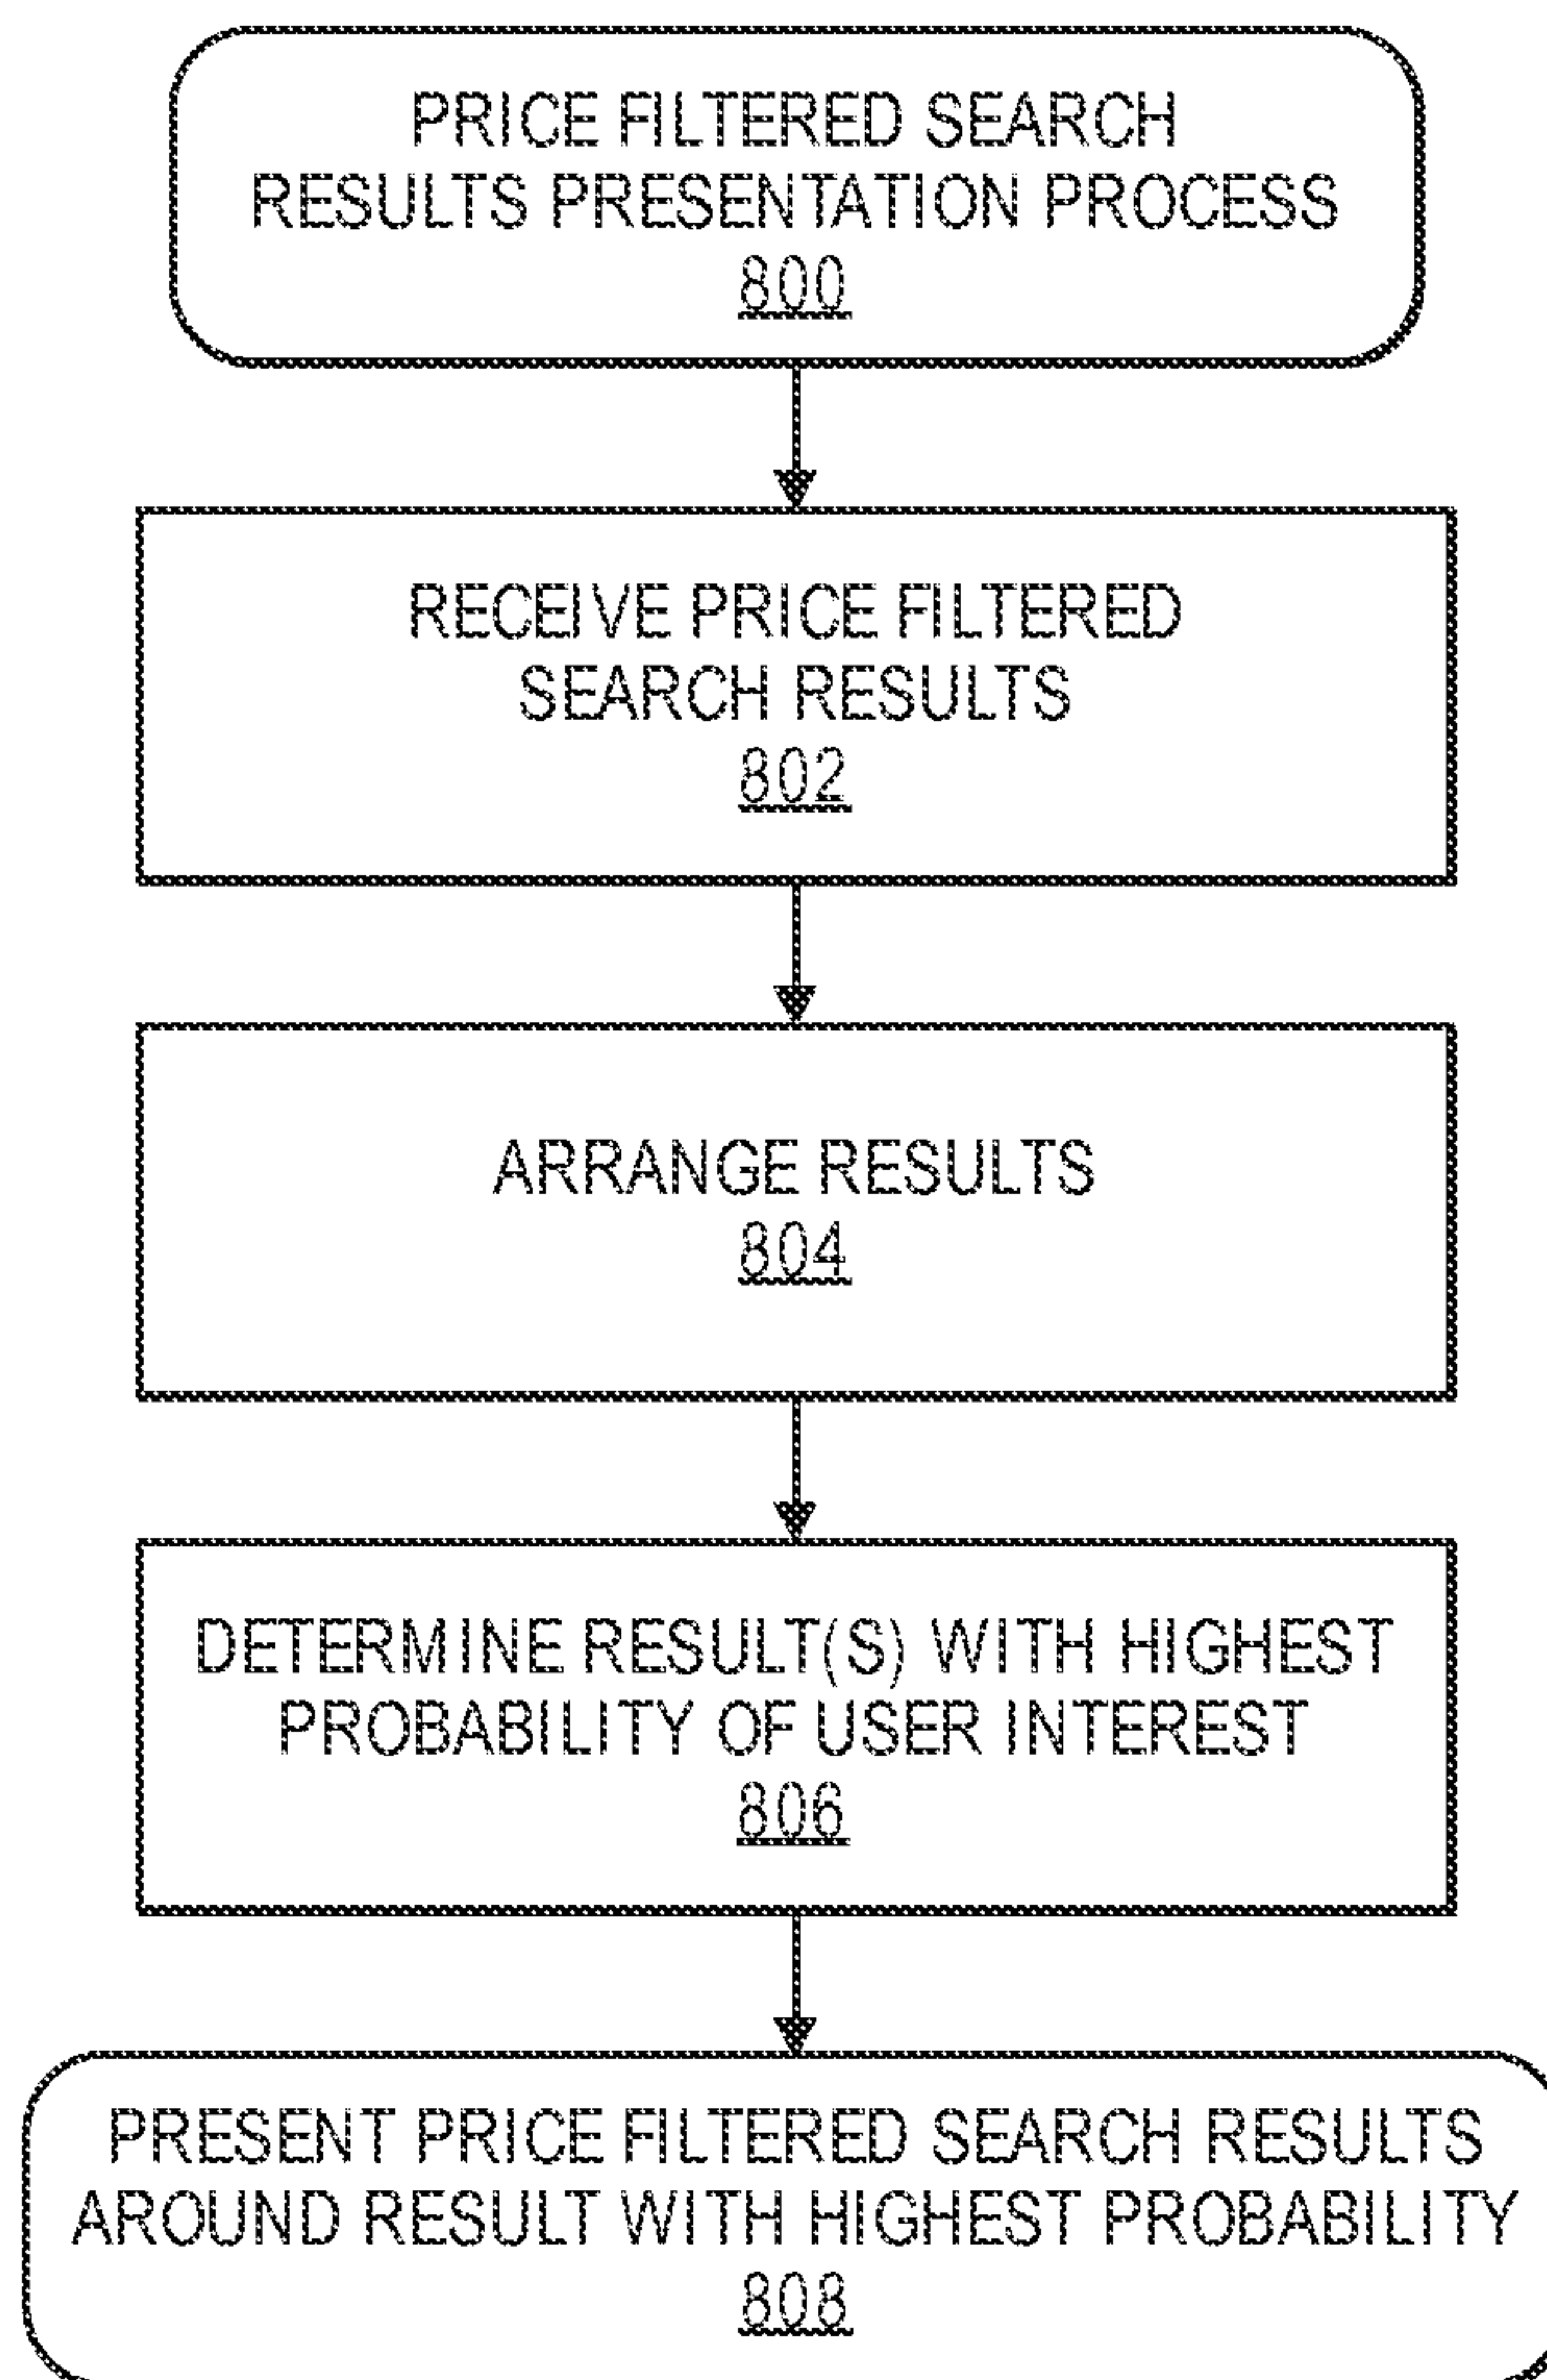 PRICE FILTERED SEARCH
RESULTS PRESENTATION PROCESS
800
RECEIVE PRICE FILTERED
SEARCH RESULTS
802
ARRANGE RESULTS
804
DETERMINE RESULT(S) WITH HIGHEST
PROBABILITY OF USER INTEREST
806
PRESENT PRICE FILTERED SEARCH RESULTS
AROUND RESULT WITH HIGHEST PROBABILITY
808